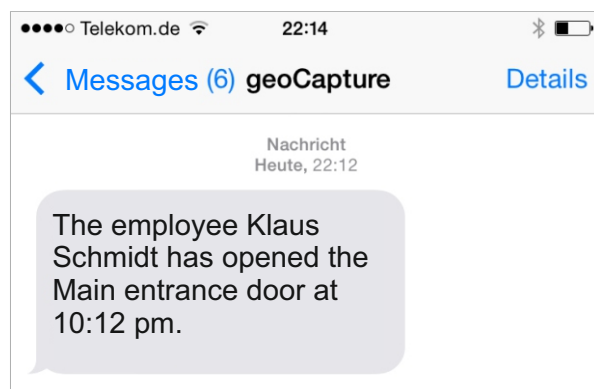 Telekom.de 22:14
Messages (6) geoCapture Details
Nachricht
Heute, 22:12
The employee Klaus
Schmidt has opened the
Main entrance door at
10:12 pm.